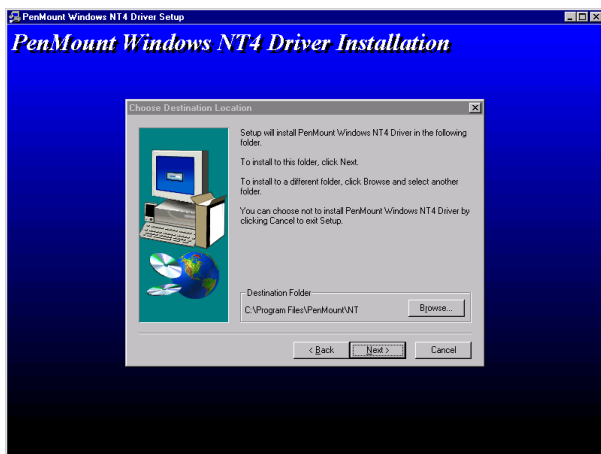 PenMount Windows NT4 Driver Setup
PenMount Windows NT4 Driver Installation
Choose Destination Location
Setup will install PenMount Windows NT4 Driver in the following
folder.
To install to this folder, click Next.
To install to a different folder, click Browse and select another
folder.
You can choose not to install PenMount Windows NT4 Driver by
clicking Cancel to exit Setup.
Destination Folder
C:\Program Files\PenMount\NT
Browse...
< Back
Next >
Cancel